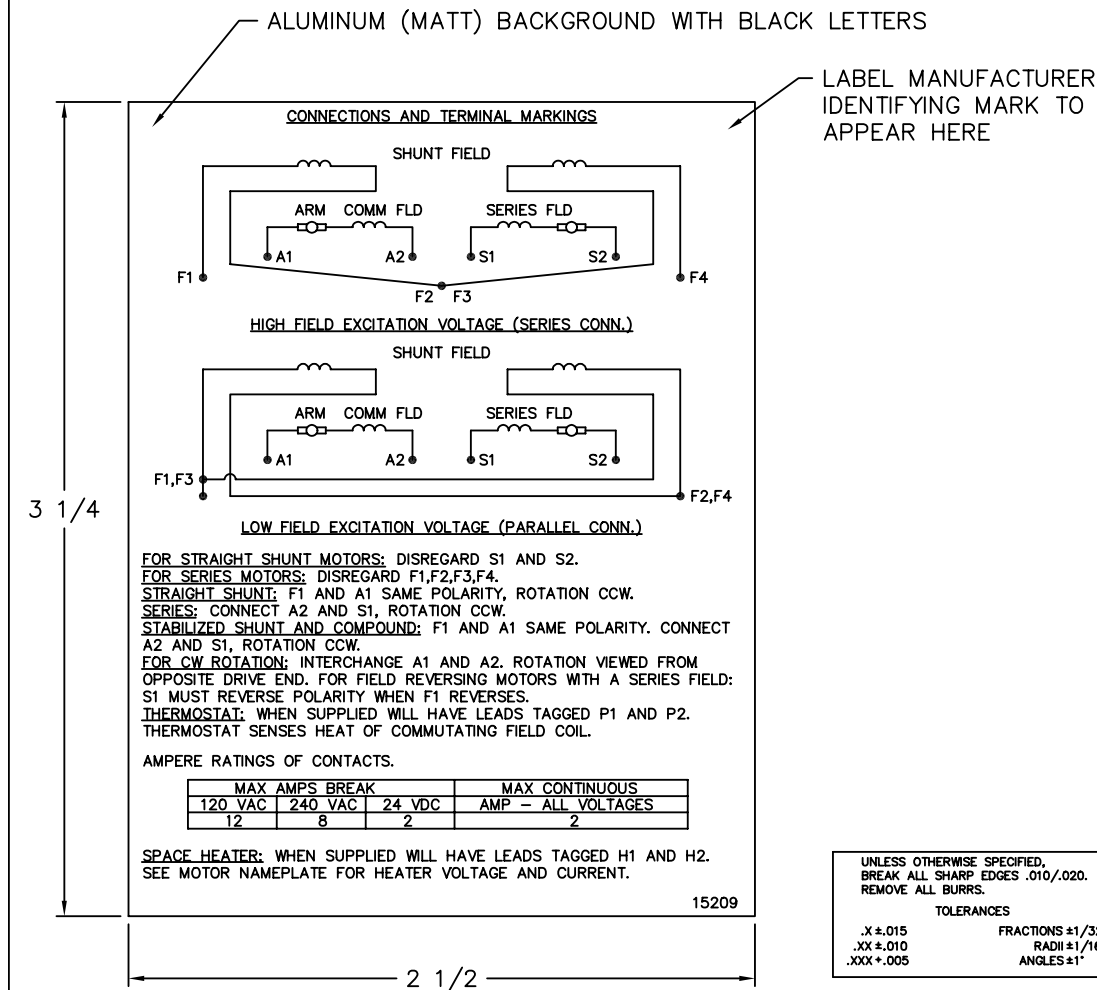 ALUMINUM (MATT) BACKGROUND WITH BLACK LETTERS
LABEL MANUFACTURER
IDENTIFYING MARK TO
APPEAR HERE
CONNECTIONS AND TERMINAL MARKINGS
SHUNT FIELD
ARM COMM FLD SERIES FLD
A1 A2 S1 S2
F1 F4
F2 F3
HIGH FIELD EXCITATION VOLTAGE (SERIES CONN.)
SHUNT FIELD
ARM COMM FLD SERIES FLD
A1 A2 S1 S2
F1,F3
F2,F4
3 1/4
LOW FIELD EXCITATION VOLTAGE (PARALLEL CONN.)
FOR STRAIGHT SHUNT MOTORS: DISREGARD S1 AND S2.
FOR SERIES MOTORS: DISREGARD F1,F2,F3,F4.
STRAIGHT SHUNT: F1 AND A1 SAME POLARITY, ROTATION CCW.
SERIES: CONNECT A2 AND S1, ROTATION CCW.
STABILIZED SHUNT AND COMPOUND: F1 AND A1 SAME POLARITY. CONNECT
A2 AND S1, ROTATION CCW.
FOR CW ROTATION: INTERCHANGE A1 AND A2. ROTATION VIEWED FROM
OPPOSITE DRIVE END. FOR FIELD REVERSING MOTORS WITH A SERIES FIELD:
S1 MUST REVERSE POLARITY WHEN F1 REVERSES.
THERMOSTAT: WHEN SUPPLIED WILL HAVE LEADS TAGGED P1 AND P2.
THERMOSTAT SENSES HEAT OF COMMUTATING FIELD COIL.
AMPERE RATINGS OF CONTACTS.
MAX AMPS BREAK MAX CONTINUOUS
120 VAC 240 VAC 24 VDC AMP – ALL VOLTAGES
12 8 2 2
SPACE HEATER: WHEN SUPPLIED WILL HAVE LEADS TAGGED H1 AND H2.
SEE MOTOR NAMEPLATE FOR HEATER VOLTAGE AND CURRENT.
15209
2 1/2
UNLESS OTHERWISE SPECIFIED,
BREAK ALL SHARP EDGES .010/.020.
REMOVE ALL BURRS.
TOLERANCES
.X ±.015 FRACTIONS ±1/32
.XX ±.010 RADII ±1/16
.XXX +.005 ANGLES ±1°